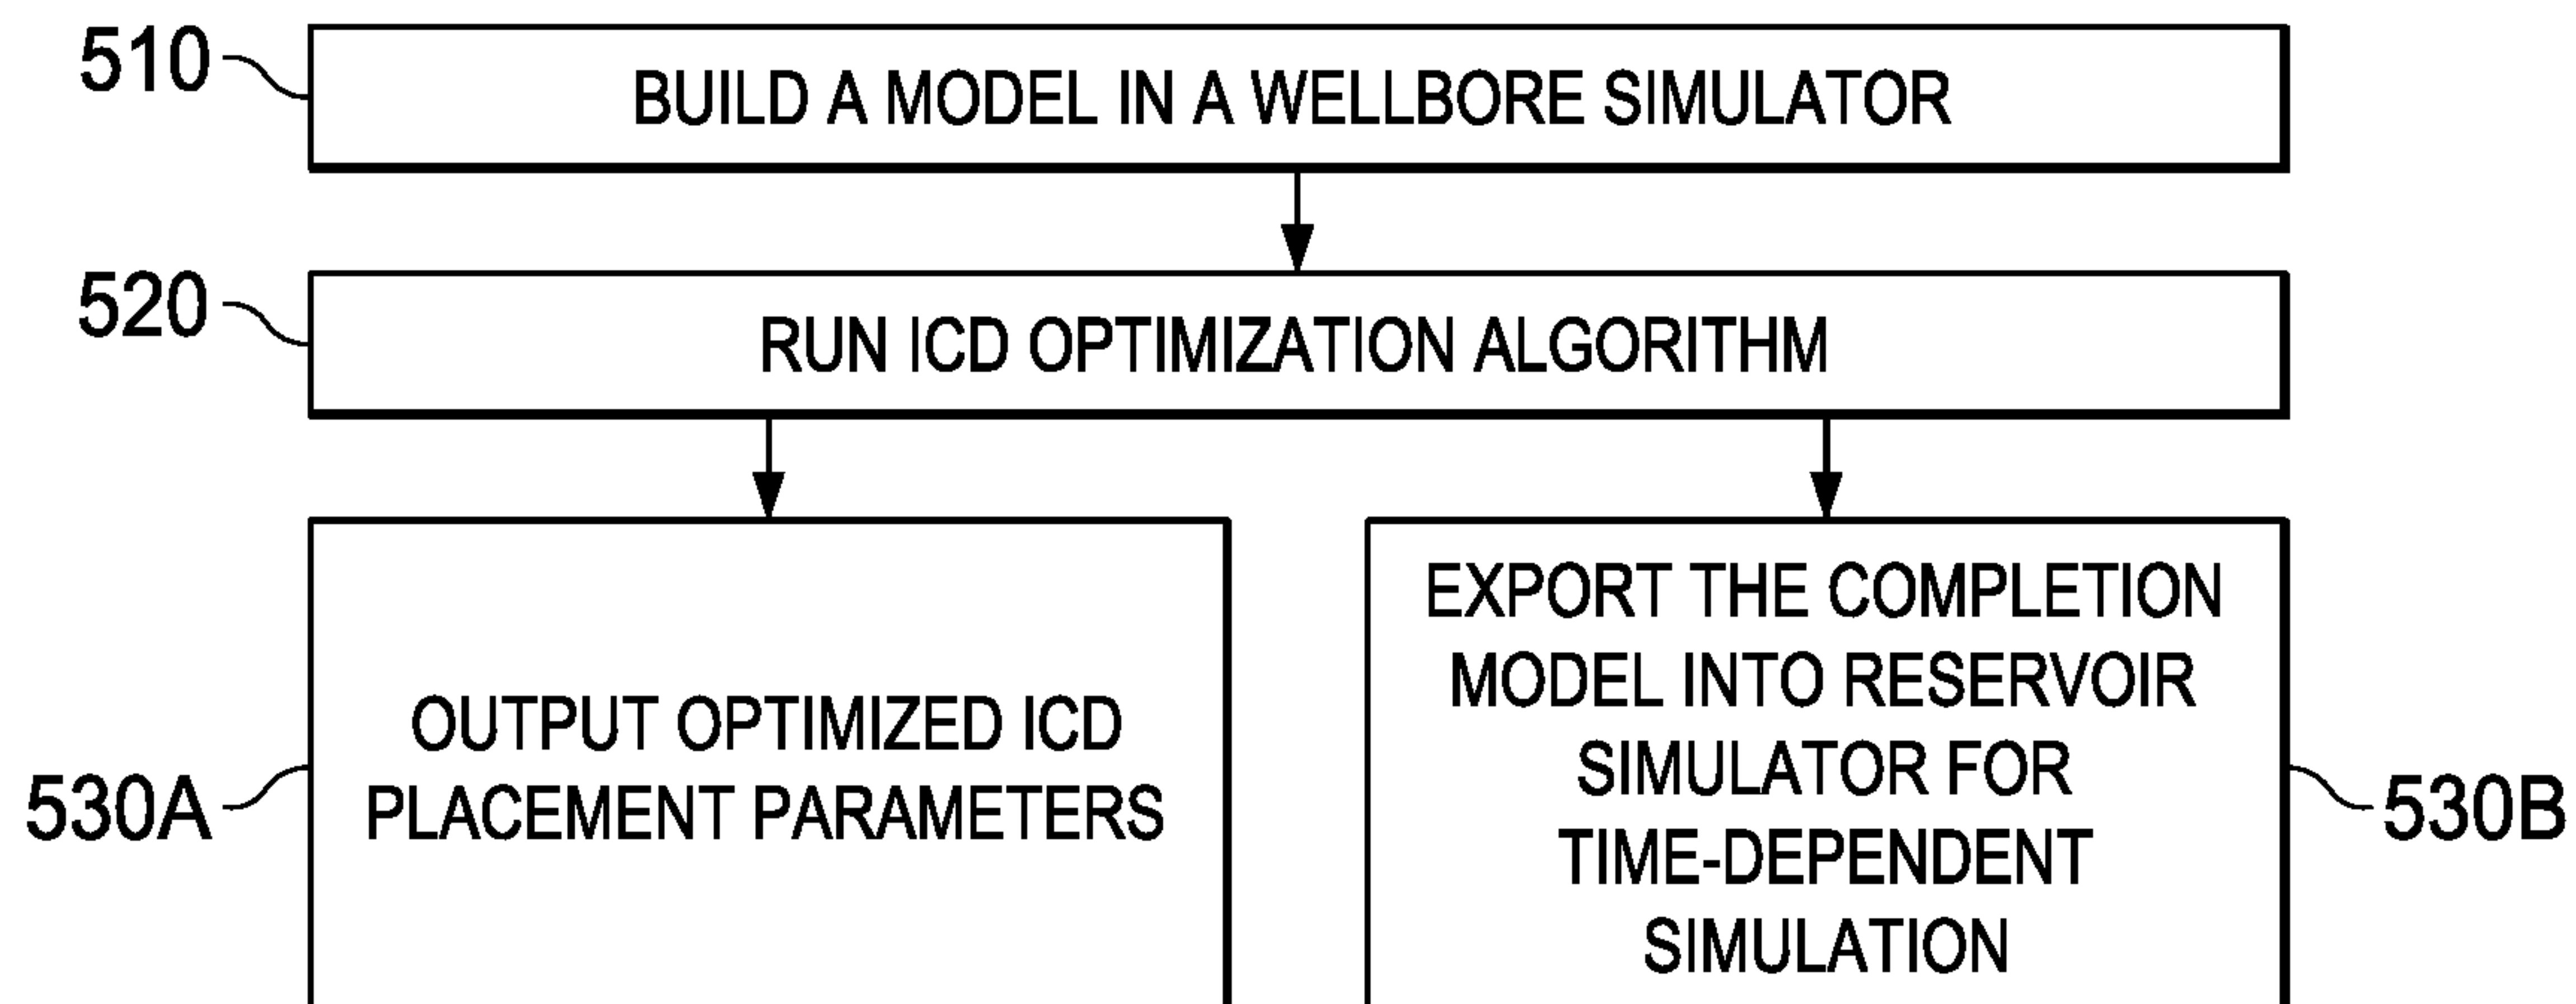 510
BUILD A MODEL IN A WELLBORE SIMULATOR
520
RUN ICD OPTIMIZATION ALGORITHM
530A
OUTPUT OPTIMIZED ICD
PLACEMENT PARAMETERS
EXPORT THE COMPLETION
MODEL INTO RESERVOIR
SIMULATOR FOR
TIME-DEPENDENT
SIMULATION
530B